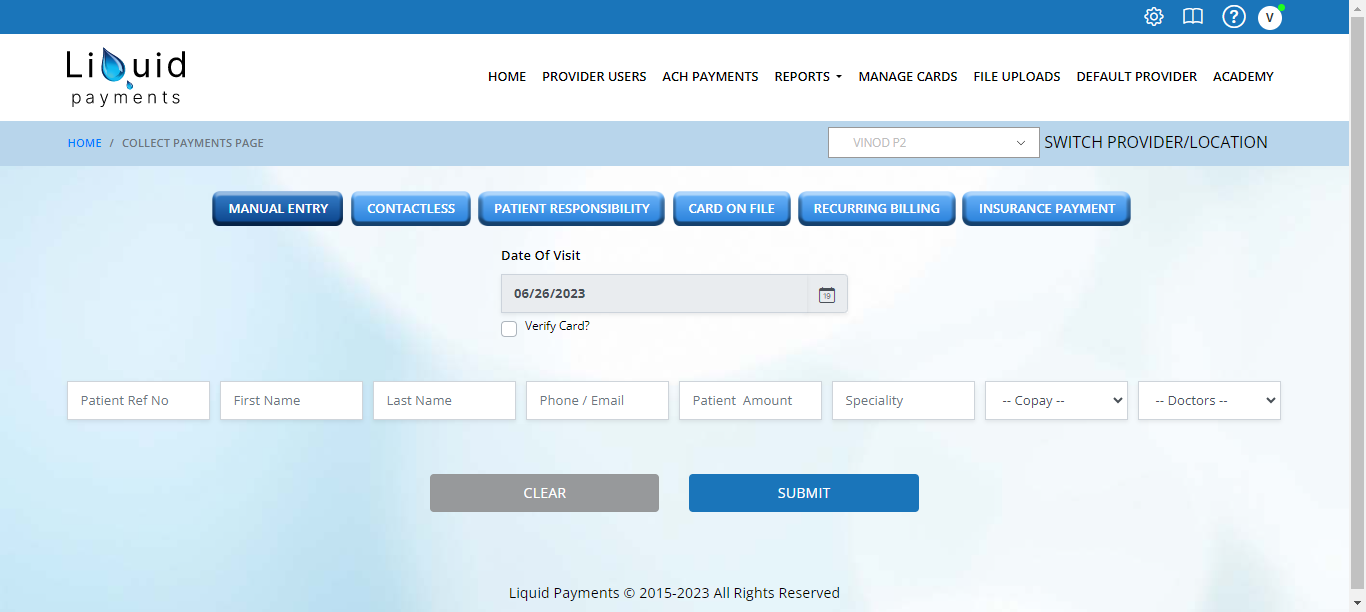 ? V
Liquid
payments
HOME PROVIDER USERS ACH PAYMENTS REPORTS MANAGE CARDS FILE UPLOADS DEFAULT PROVIDER ACADEMY
HOME / COLLECT PAYMENTS PAGE VINOD P2 SWITCH PROVIDER/LOCATION
MANUAL ENTRY CONTACTLESS PATIENT RESPONSIBILITY CARD ON FILE RECURRING BILLING INSURANCE PAYMENT
Date Of Visit
06/26/2023 19
Verify Card?
Patient Ref No First Name Last Name Phone / Email Patient Amount Speciality -- Copay -- -- Doctors --
CLEAR SUBMIT
Liquid Payments © 2015-2023 All Rights Reserved